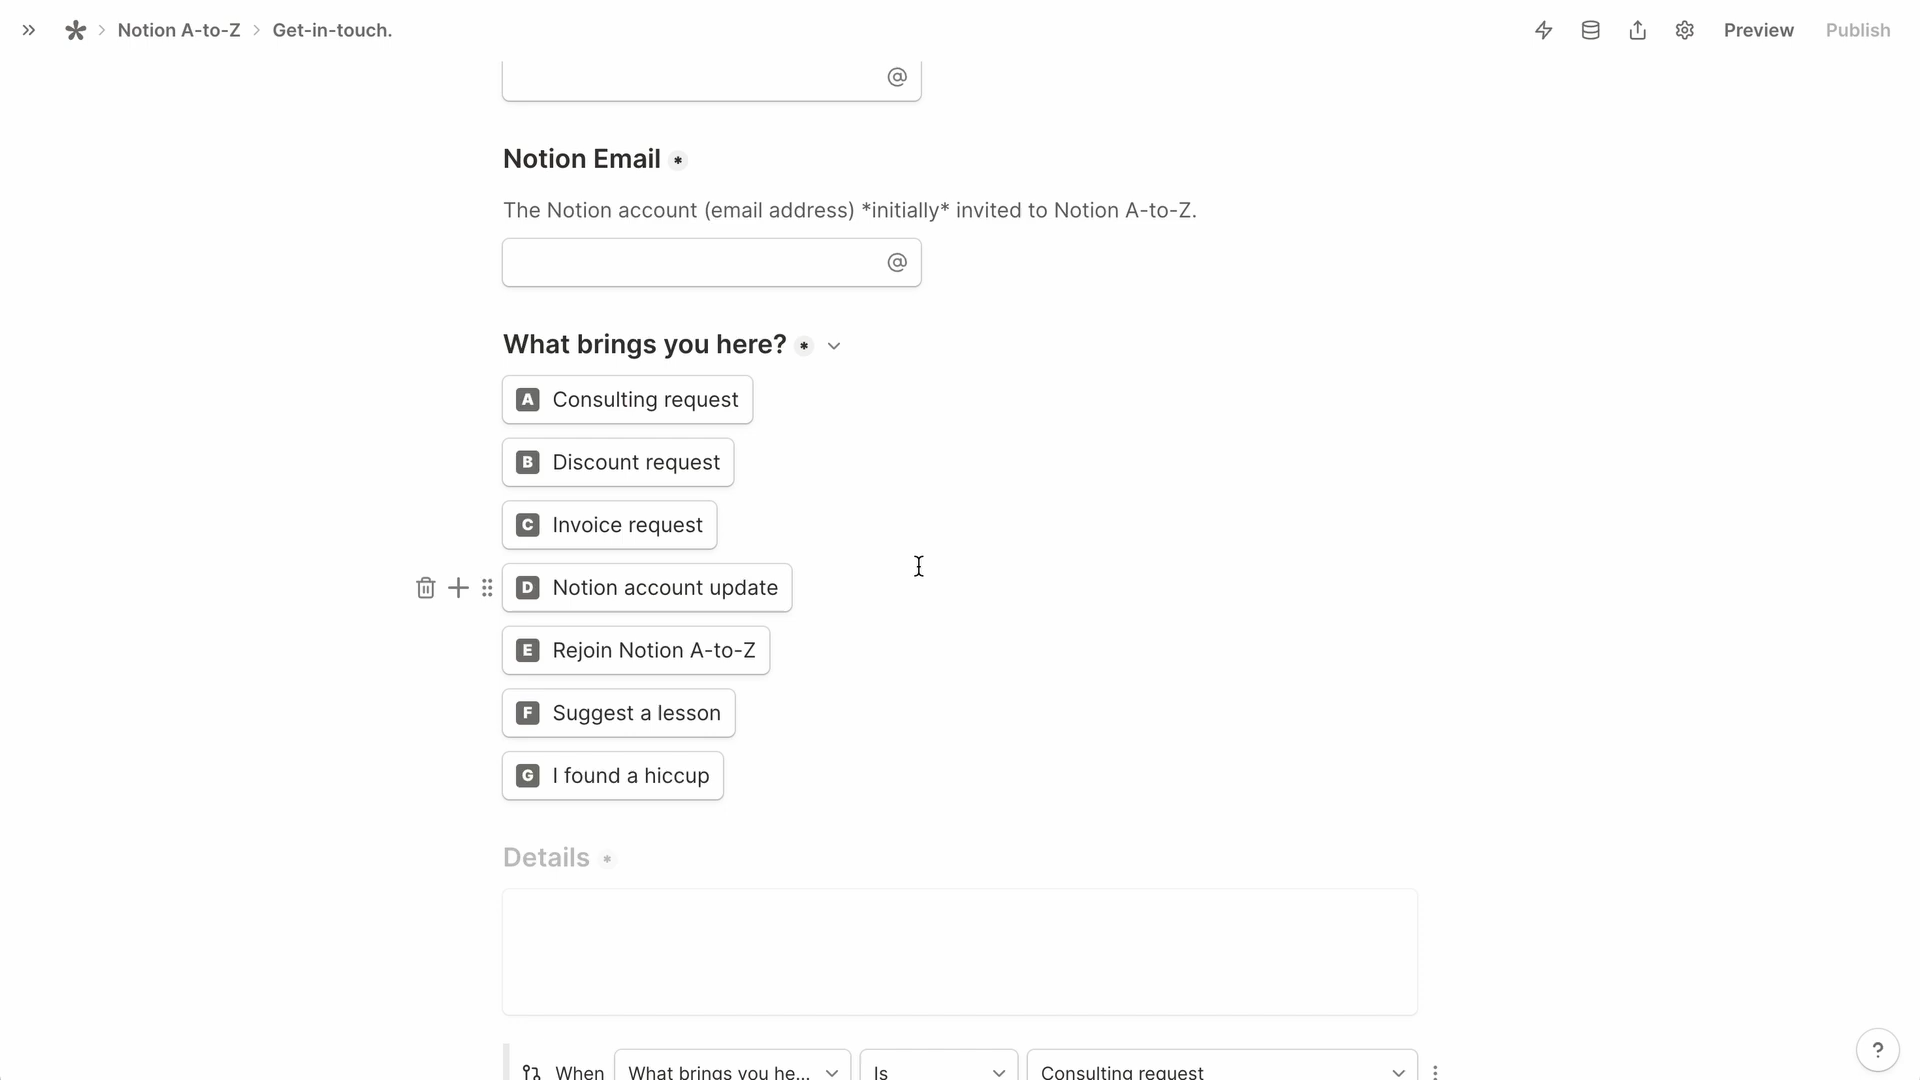 Notion A-to-Z > Get-in-touch.
Preview
Publish
@
Notion Email *
The Notion account (email address) *initially* invited to Notion A-to-Z.
@
What brings you here? *
A Consulting request
B Discount request
C Invoice request
D Notion account update
E Rejoin Notion A-to-Z
F Suggest a lesson
G I found a hiccup
Details *
When What brings you he... Is Consulting request
?